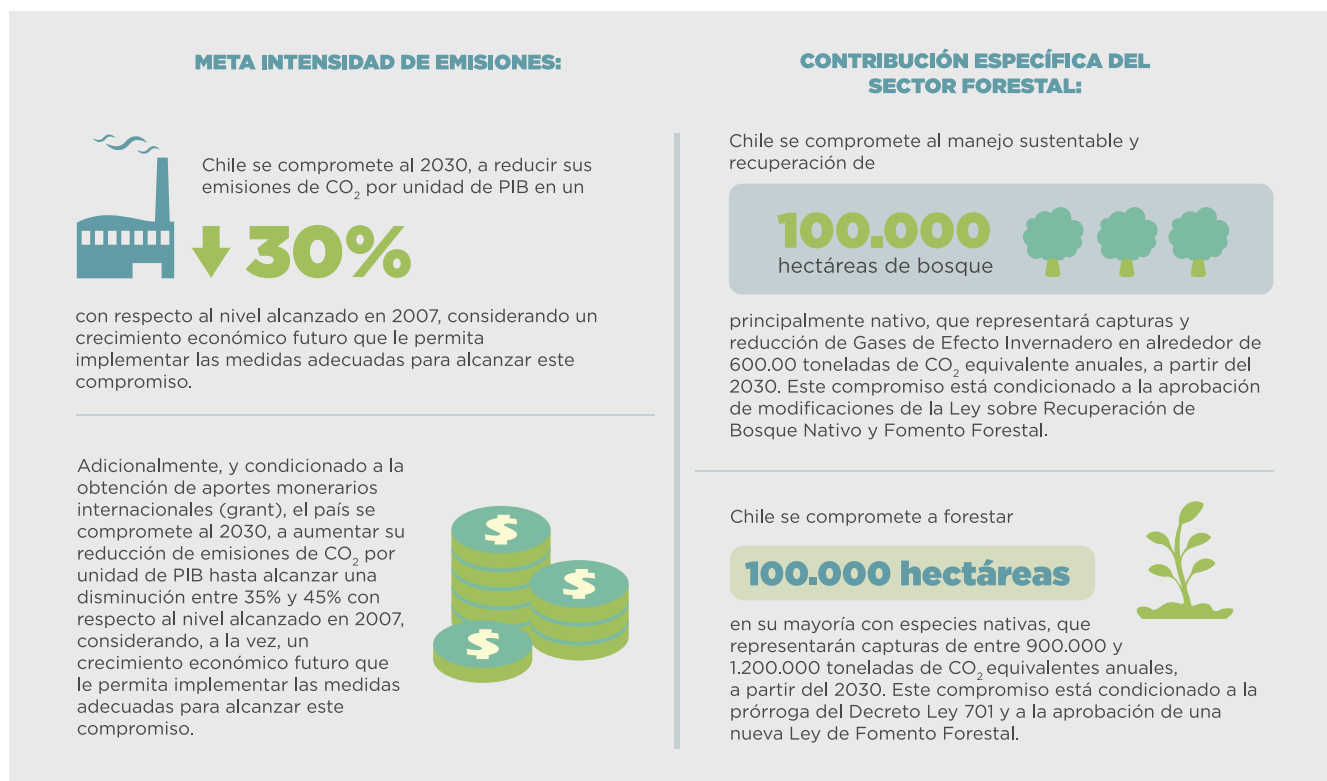 META INTENSIDAD DE EMISIONES:
Chile se compromete al 2030, a reducir sus
emisiones de CO₂ por unidad de PIB en un
30%
con respecto al nivel alcanzado en 2007, considerando un
crecimiento económico futuro que le permita
implementar las medidas adecuadas para alcanzar este
compromiso.
Adicionalmente, y condicionado a la
obtención de aportes monerarios
internacionales (grant), el país se
compromete al 2030, a aumentar su
reducción de emisiones de CO₂ por
unidad de PIB hasta alcanzar una
disminución entre 35% y 45% con
respecto al nivel alcanzado en 2007,
considerando, a la vez, un
crecimiento económico futuro que
le permita implementar las medidas
adecuadas para alcanzar este
compromiso.
$
$
$
CONTRIBUCIÓN ESPECÍFICA DEL
SECTOR FORESTAL:
Chile se compromete al manejo sustentable y
recuperación de
100.000
hectáreas de bosque
principalmente nativo, que representará capturas y
reducción de Gases de Efecto Invernadero en alrededor de
600.00 toneladas de CO₂ equivalente anuales, a partir del
2030. Este compromiso está condicionado a la aprobación
de modificaciones de la Ley sobre Recuperación de
Bosque Nativo y Fomento Forestal.
Chile se compromete a forestar
100.000 hectáreas
en su mayoría con especies nativas, que
representarán capturas de entre 900.000 y
1.200.000 toneladas de CO₂ equivalentes anuales,
a partir del 2030. Este compromiso está condicionado a la
prórroga del Decreto Ley 701 y a la aprobación de una
nueva Ley de Fomento Forestal.